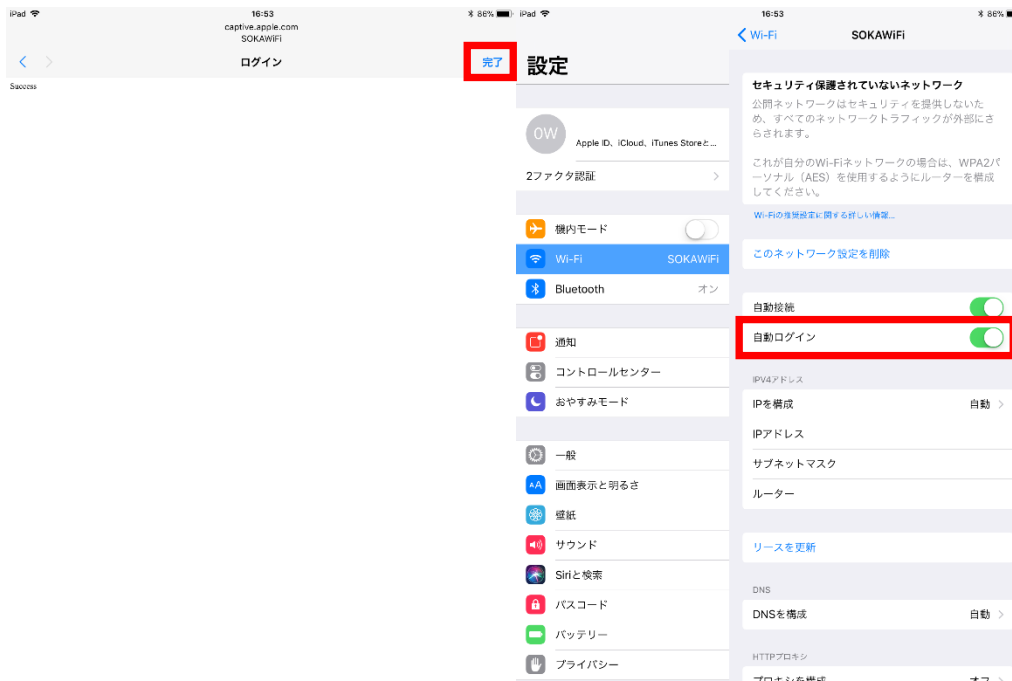 iPad 16:53 86%
captive.apple.com
SOKAWiFi
ログイン 完了
Success
iPad 16:53 86%
設定
OW
Apple ID、iCloud、iTunes Storeと...
2ファクタ認証
機内モード
Wi-Fi SOKAWiFi
Bluetooth オン
通知
コントロールセンター
おやすみモード
一般
AA 画面表示と明るさ
壁紙
サウンド
Siriと検索
パスコード
バッテリー
プライバシー
Wi-Fi SOKAWiFi
セキュリティ保護されていないネットワーク
公開ネットワークはセキュリティを提供しないた
め、すべてのネットワークトラフィックが外部にさ
らされます。
これが自分のWi-Fiネットワークの場合は、WPA2パ
ーソナル（AES）を使用するようにルーターを構成
してください。
Wi-Fiの推奨設定に関する詳しい情報...
このネットワーク設定を削除
自動接続
自動ログイン
IPV4アドレス
IPを構成 自動
IPアドレス
サブネットマスク
ルーター
リースを更新
DNS
DNSを構成 自動
HTTPプロキシ
プロキシを構成 オフ